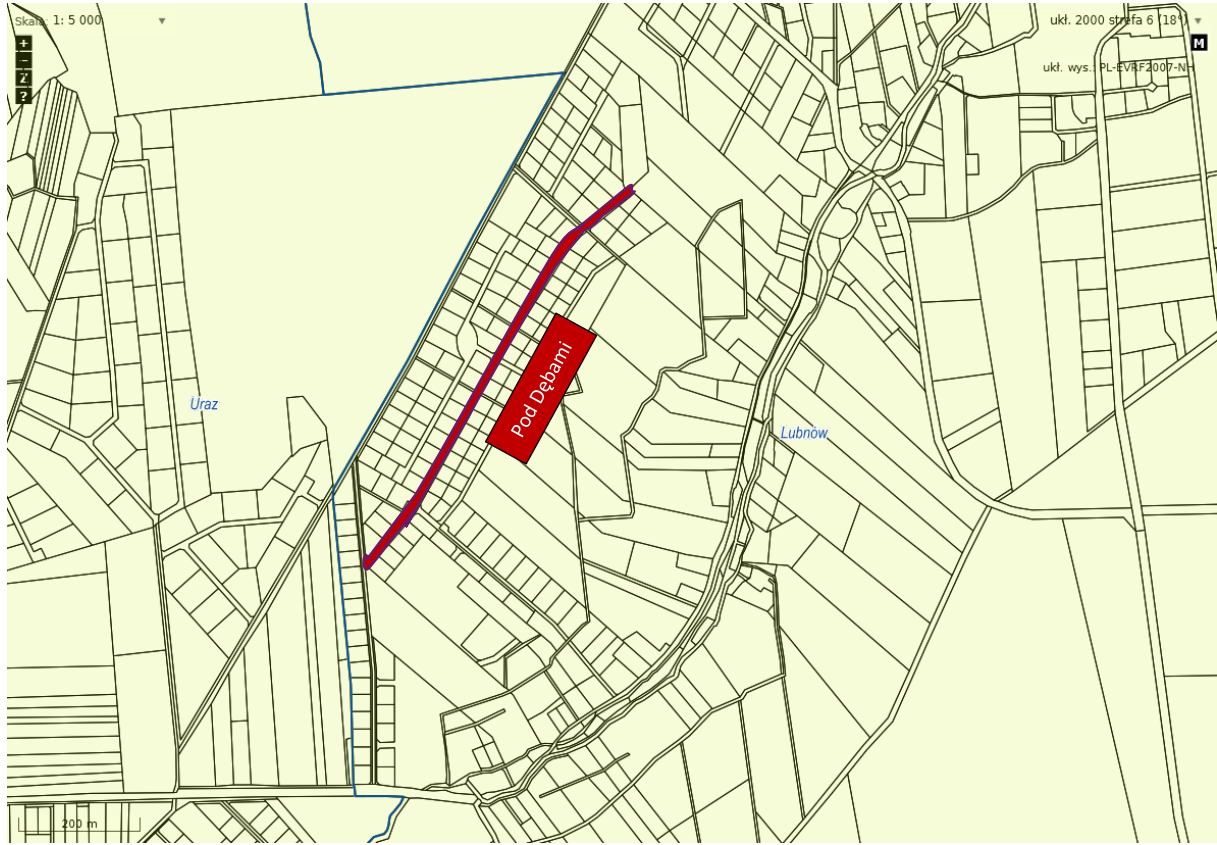 Skala: 1: 5 000 ▼
ukł. 2000 strefa 6 (18°) ▼
+
−
Z
?
M
ukł. wys.: PL-EVRF2007-NH
Pod Dębami
Uraz
Lubnów
200 m